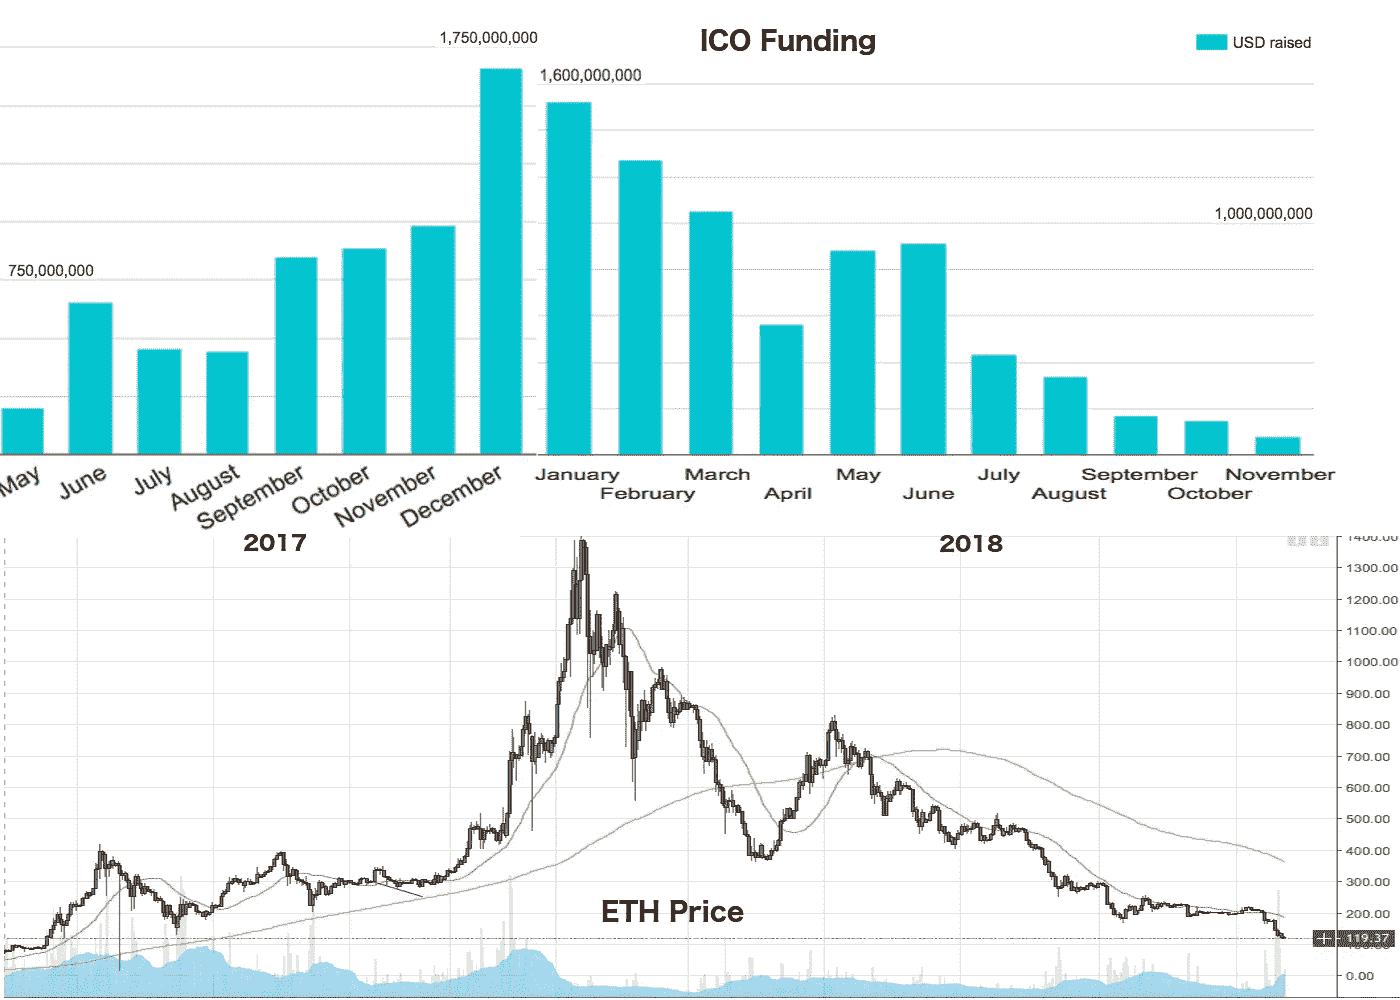 ICO Funding
USD raised
1,750,000,000
1,600,000,000
1,000,000,000
750,000,000
May
June
July
August
September
October
November
December
January
February
March
April
May
June
July
August
September
October
November
2017
2018
1400.00
1300.00
1200.00
1100.00
1000.00
900.00
800.00
700.00
600.00
500.00
400.00
300.00
200.00
119.37
100.00
0.00
ETH Price